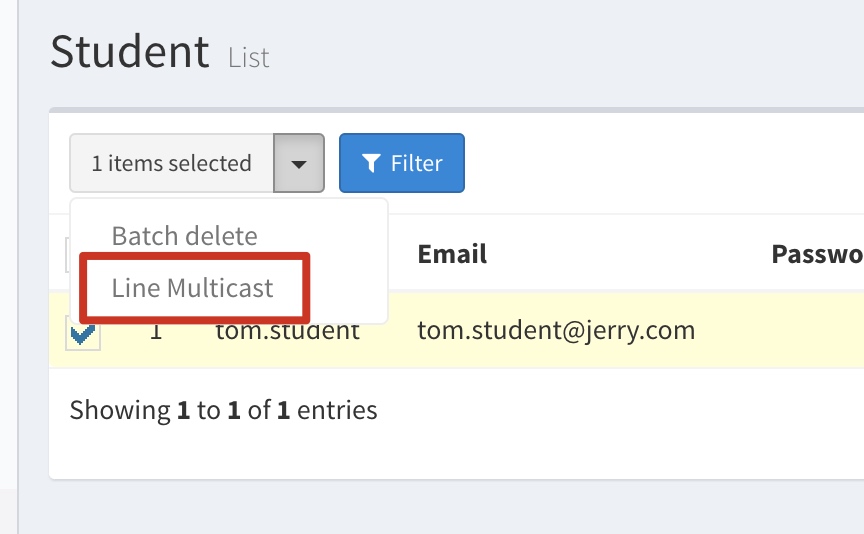 Student List
1 items selected Filter
Batch delete
Email
Line Multicast
1 tom.student tom.student@jerry.com
Showing 1 to 1 of 1 entries